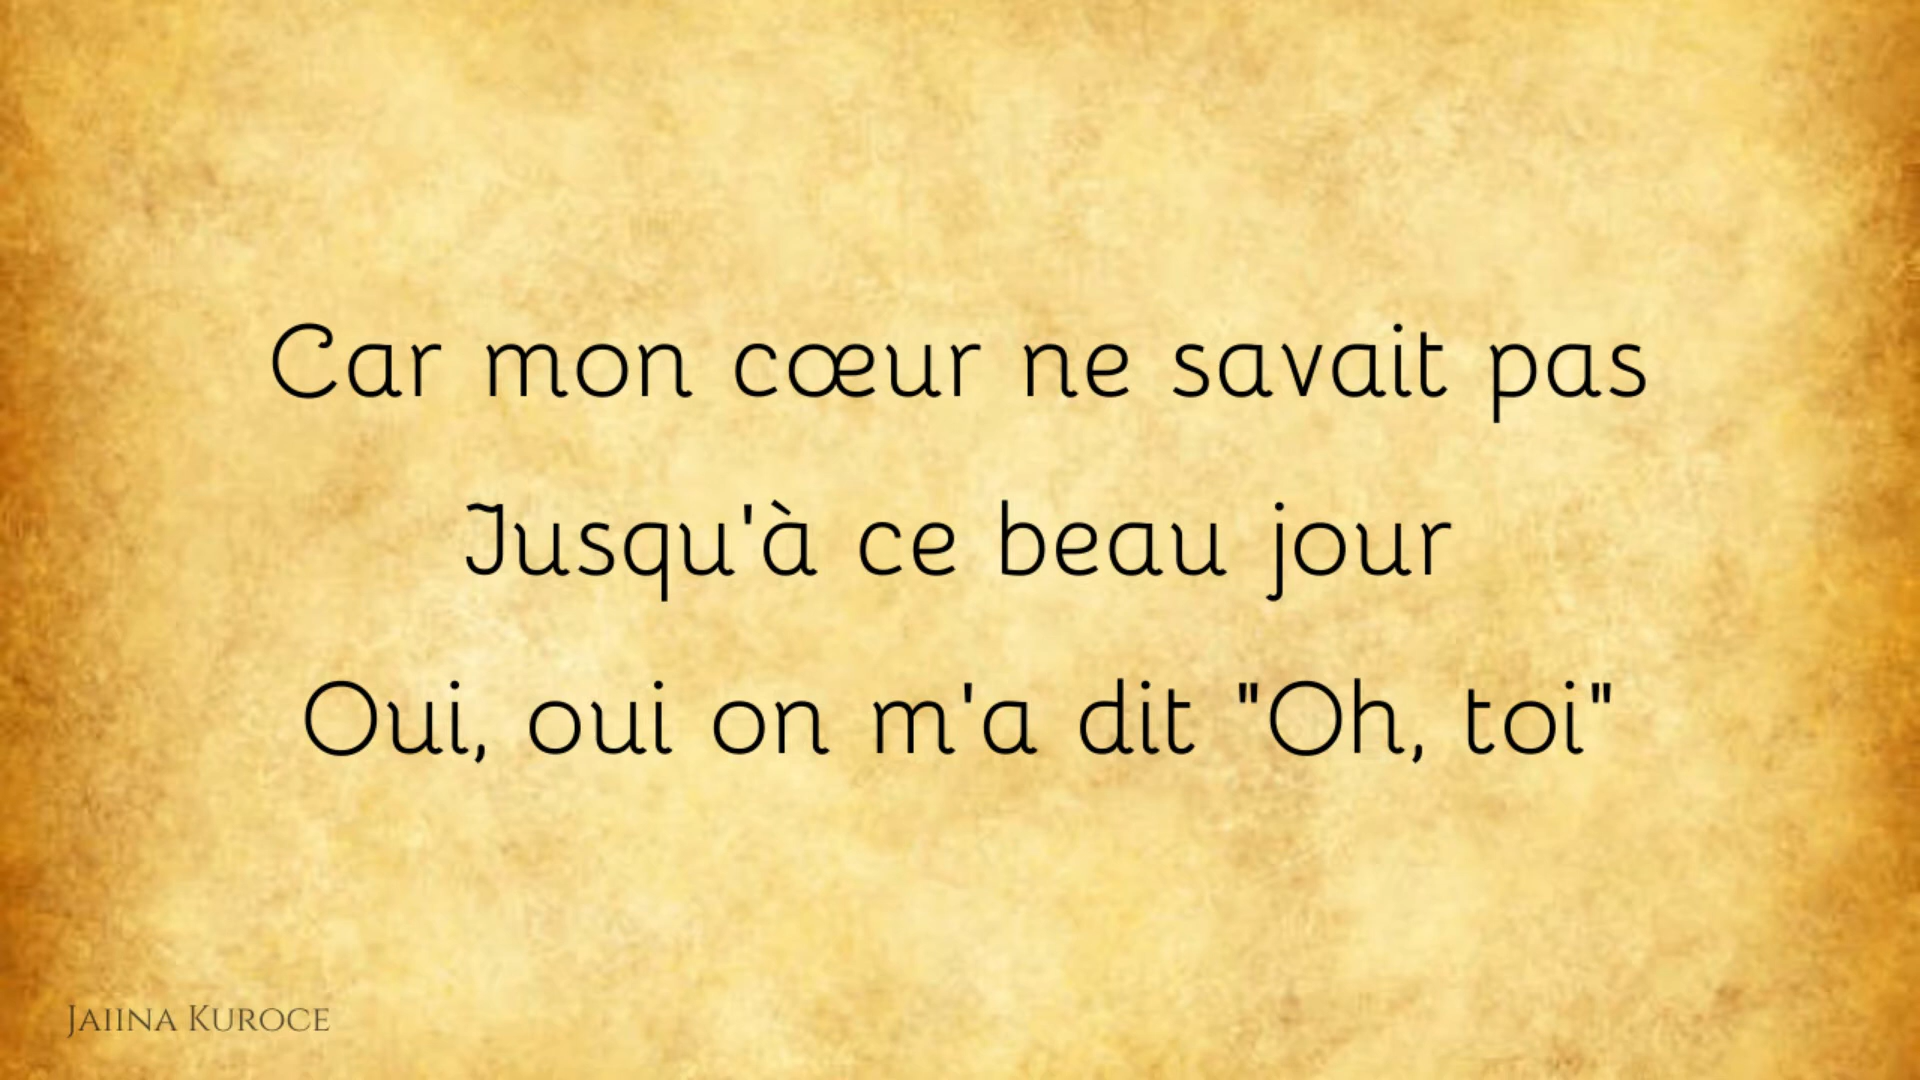 Car mon cœur ne savait pas
Jusqu'à ce beau jour
Oui, oui on m'a dit "Oh, toi"
Jaiina Kuroce